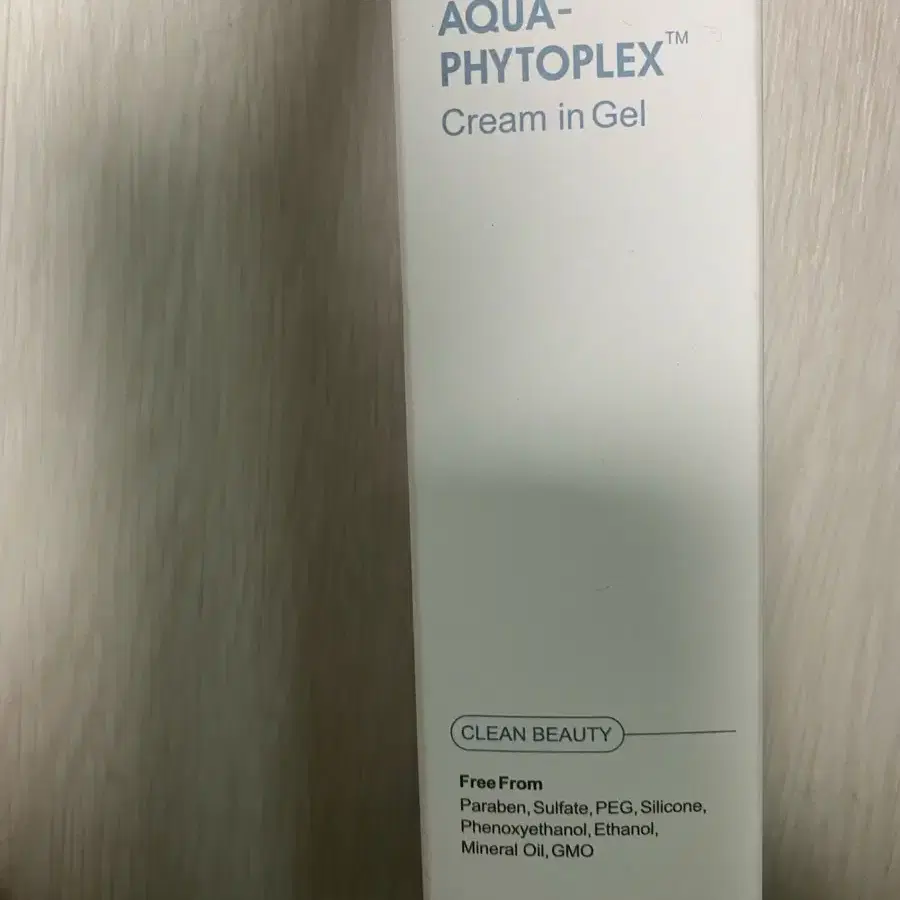 AQUA-
PHYTOPLEX™
Cream in Gel
CLEAN BEAUTY
Free From
Paraben, Sulfate, PEG, Silicone,
Phenoxyethanol, Ethanol,
Mineral Oil, GMO